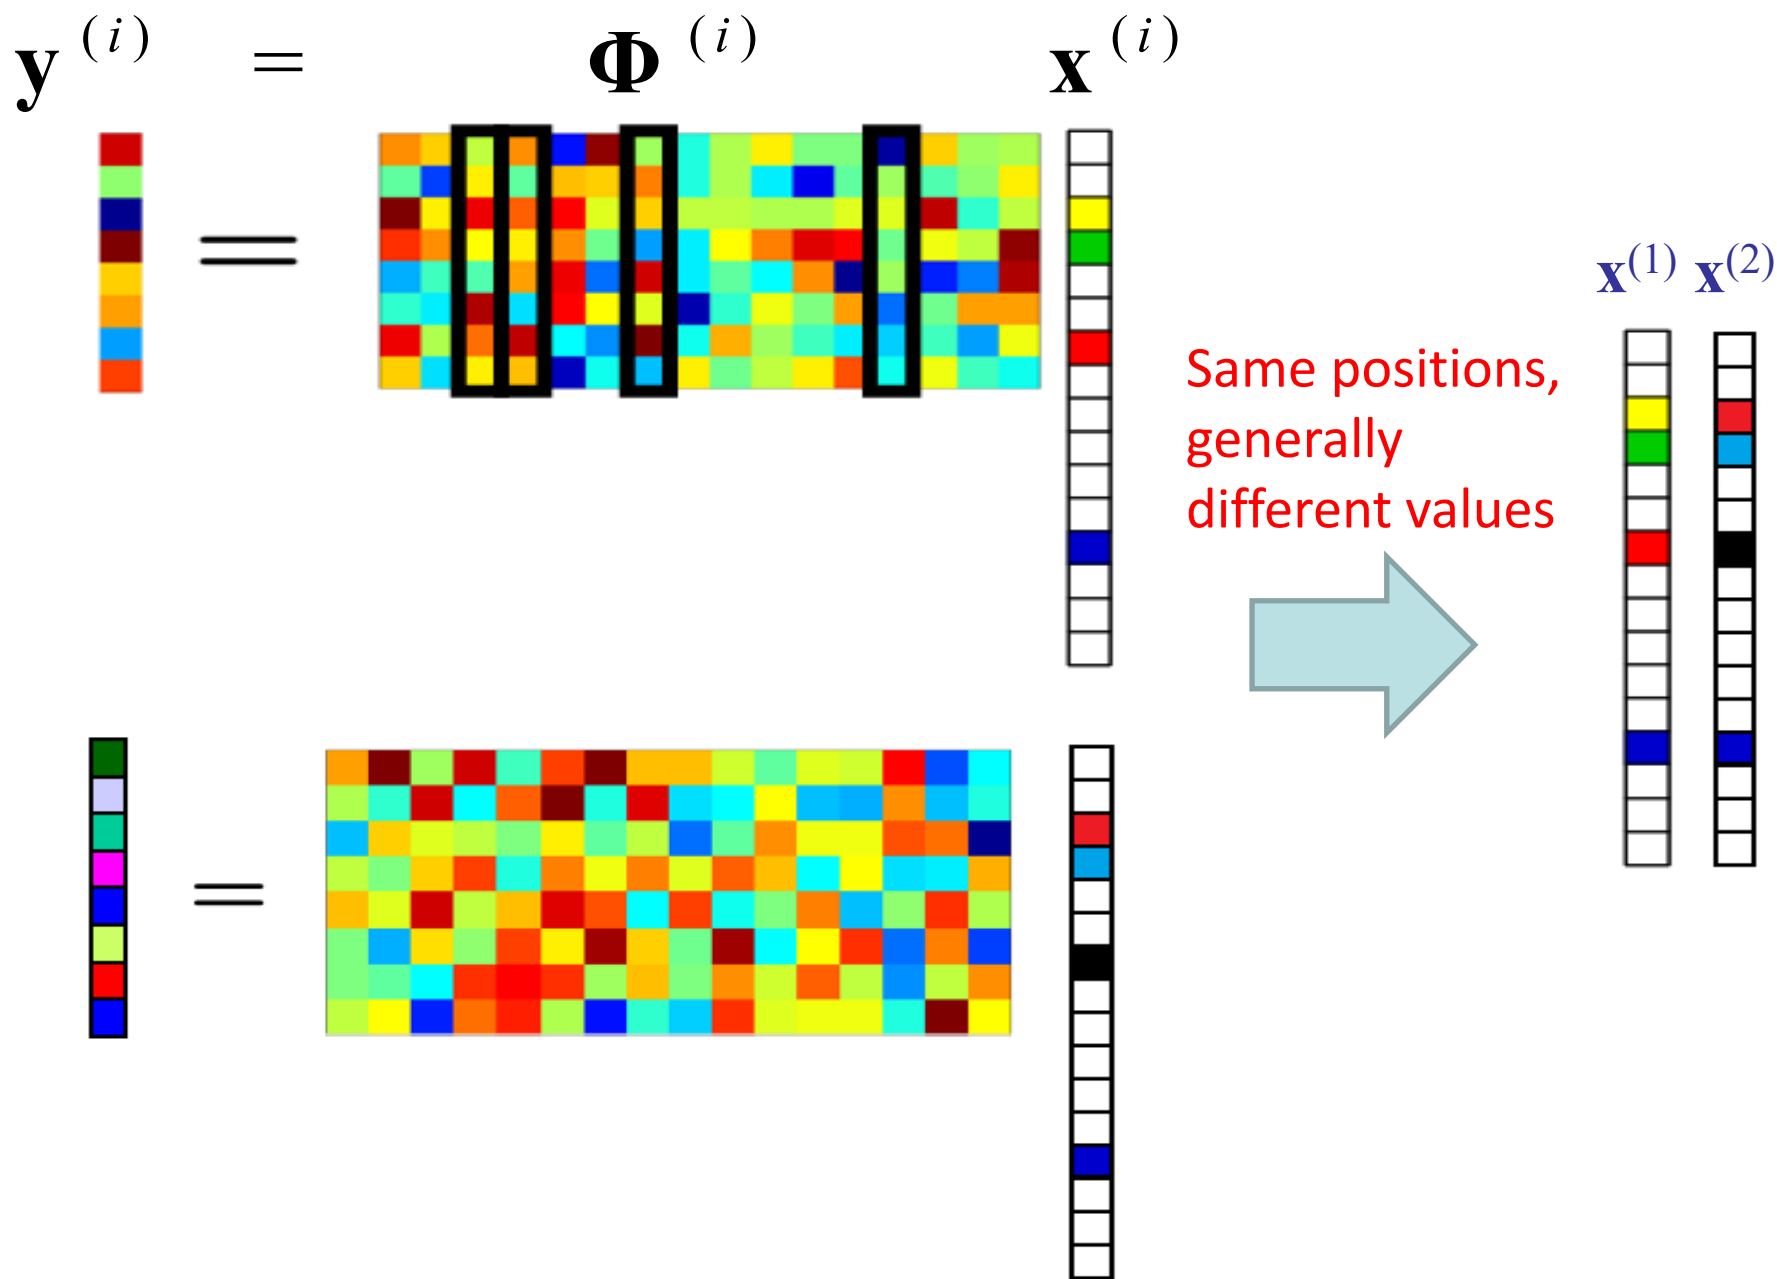 y (i) = Φ (i) x (i)
=
x(1) x(2)
Same positions,
generally
different values
=